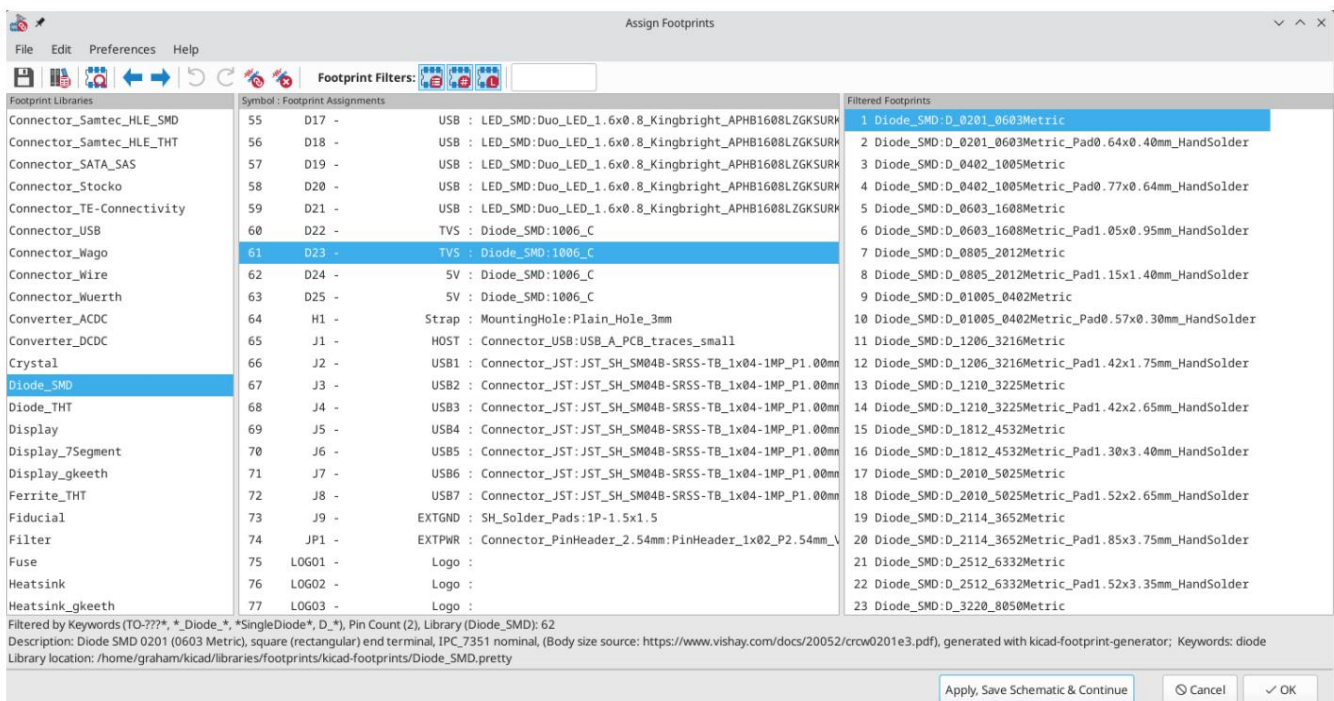 Assign Footprints
File Edit Preferences Help
Footprint Filters:
Footprint Libraries
Connector_Samtec_HLE_SMD
Connector_Samtec_HLE_THT
Connector_SATA_SAS
Connector_Stocko
Connector_TE-Connectivity
Connector_USB
Connector_Wago
Connector_Wire
Connector_Wuerth
Converter_ACDC
Converter_DCDC
Crystal
Diode_SMD
Diode_THT
Display
Display_7Segment
Display_gkeeth
Ferrite_THT
Fiducial
Filter
Fuse
Heatsink
Heatsink_gkeeth
Symbol : Footprint Assignments
55 D17 - USB : LED_SMD:Duo_LED_1.6x0.8_Kingbright_APHB1608LZGKSURK
56 D18 - USB : LED_SMD:Duo_LED_1.6x0.8_Kingbright_APHB1608LZGKSURK
57 D19 - USB : LED_SMD:Duo_LED_1.6x0.8_Kingbright_APHB1608LZGKSURK
58 D20 - USB : LED_SMD:Duo_LED_1.6x0.8_Kingbright_APHB1608LZGKSURK
59 D21 - USB : LED_SMD:Duo_LED_1.6x0.8_Kingbright_APHB1608LZGKSURK
60 D22 - TVS : Diode_SMD:1006_C
61 D23 - TVS : Diode_SMD:1006_C
62 D24 - 5V : Diode_SMD:1006_C
63 D25 - 5V : Diode_SMD:1006_C
64 H1 - Strap : MountingHole:Plain_Hole_3mm
65 J1 - HOST : Connector_USB:USB_A_PCB_traces_small
66 J2 - USB1 : Connector_JST:JST_SH_SM04B-SRSS-TB_1x04-1MP_P1.00mm
67 J3 - USB2 : Connector_JST:JST_SH_SM04B-SRSS-TB_1x04-1MP_P1.00mm
68 J4 - USB3 : Connector_JST:JST_SH_SM04B-SRSS-TB_1x04-1MP_P1.00mm
69 J5 - USB4 : Connector_JST:JST_SH_SM04B-SRSS-TB_1x04-1MP_P1.00mm
70 J6 - USB5 : Connector_JST:JST_SH_SM04B-SRSS-TB_1x04-1MP_P1.00mm
71 J7 - USB6 : Connector_JST:JST_SH_SM04B-SRSS-TB_1x04-1MP_P1.00mm
72 J8 - USB7 : Connector_JST:JST_SH_SM04B-SRSS-TB_1x04-1MP_P1.00mm
73 J9 - EXTGND : SH_Solder_Pads:1P-1.5x1.5
74 JP1 - EXTPWR : Connector_PinHeader_2.54mm:PinHeader_1x02_P2.54mm_V
75 LOGO1 - Logo :
76 LOGO2 - Logo :
77 LOGO3 - Logo :
Filtered Footprints
1 Diode_SMD:D_0201_0603Metric
2 Diode_SMD:D_0201_0603Metric_Pad0.64x0.40mm_HandSolder
3 Diode_SMD:D_0402_1005Metric
4 Diode_SMD:D_0402_1005Metric_Pad0.77x0.64mm_HandSolder
5 Diode_SMD:D_0603_1608Metric
6 Diode_SMD:D_0603_1608Metric_Pad1.05x0.95mm_HandSolder
7 Diode_SMD:D_0805_2012Metric
8 Diode_SMD:D_0805_2012Metric_Pad1.15x1.40mm_HandSolder
9 Diode_SMD:D_01005_0402Metric
10 Diode_SMD:D_01005_0402Metric_Pad0.57x0.30mm_HandSolder
11 Diode_SMD:D_1206_3216Metric
12 Diode_SMD:D_1206_3216Metric_Pad1.42x1.75mm_HandSolder
13 Diode_SMD:D_1210_3225Metric
14 Diode_SMD:D_1210_3225Metric_Pad1.42x2.65mm_HandSolder
15 Diode_SMD:D_1812_4532Metric
16 Diode_SMD:D_1812_4532Metric_Pad1.30x3.40mm_HandSolder
17 Diode_SMD:D_2010_5025Metric
18 Diode_SMD:D_2010_5025Metric_Pad1.52x2.65mm_HandSolder
19 Diode_SMD:D_2114_3652Metric
20 Diode_SMD:D_2114_3652Metric_Pad1.85x3.75mm_HandSolder
21 Diode_SMD:D_2512_6332Metric
22 Diode_SMD:D_2512_6332Metric_Pad1.52x3.35mm_HandSolder
23 Diode_SMD:D_3220_8050Metric
Filtered by Keywords (TO-???*, *_Diode_*, *SingleDiode*, D_*), Pin Count (2), Library (Diode_SMD): 62
Description: Diode SMD 0201 (0603 Metric), square (rectangular) end terminal, IPC_7351 nominal, (Body size source: https://www.vishay.com/docs/20052/crcw0201e3.pdf), generated with kicad-footprint-generator; Keywords: diode
Library location: /home/graham/kicad/libraries/footprints/kicad-footprints/Diode_SMD.pretty
Apply, Save Schematic & Continue Cancel OK